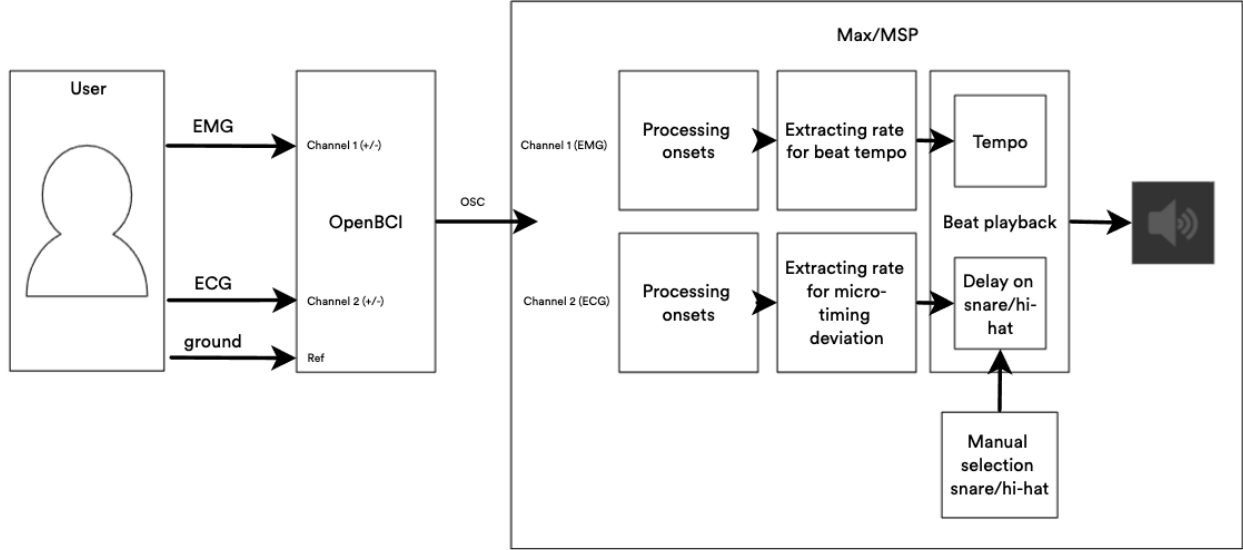 User
EMG
ECG
ground
Channel 1 (+/-)
OpenBCI
Channel 2 (+/-)
Ref
OSC
Max/MSP
Channel 1 (EMG)
Processing
onsets
Extracting rate
for beat tempo
Tempo
Beat playback
Channel 2 (ECG)
Processing
onsets
Extracting rate
for micro-
timing
deviation
Delay on
snare/hi-
hat
Manual
selection
snare/hi-hat